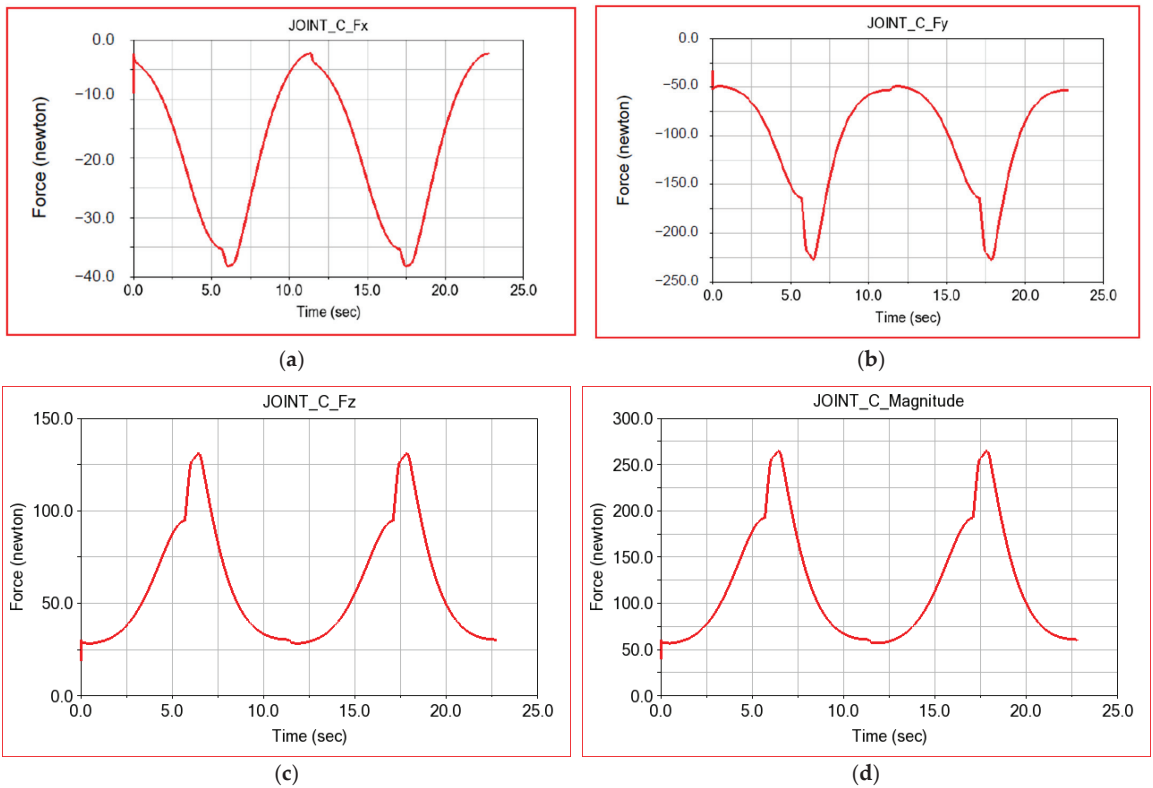 JOINT_C_Fx
0.0
−10.0
−20.0
−30.0
−40.0
Force (newton)
0.0 5.0 10.0 15.0 20.0 25.0
Time (sec)
(a)
JOINT_C_Fy
0.0
−50.0
−100.0
−150.0
−200.0
−250.0
Force (newton)
0.0 5.0 10.0 15.0 20.0 25.0
Time (sec)
(b)
JOINT_C_Fz
150.0
100.0
50.0
0.0
Force (newton)
0.0 5.0 10.0 15.0 20.0 25.0
Time (sec)
(c)
JOINT_C_Magnitude
300.0
250.0
200.0
150.0
100.0
50.0
0.0
Force (newton)
0.0 5.0 10.0 15.0 20.0 25.0
Time (sec)
(d)